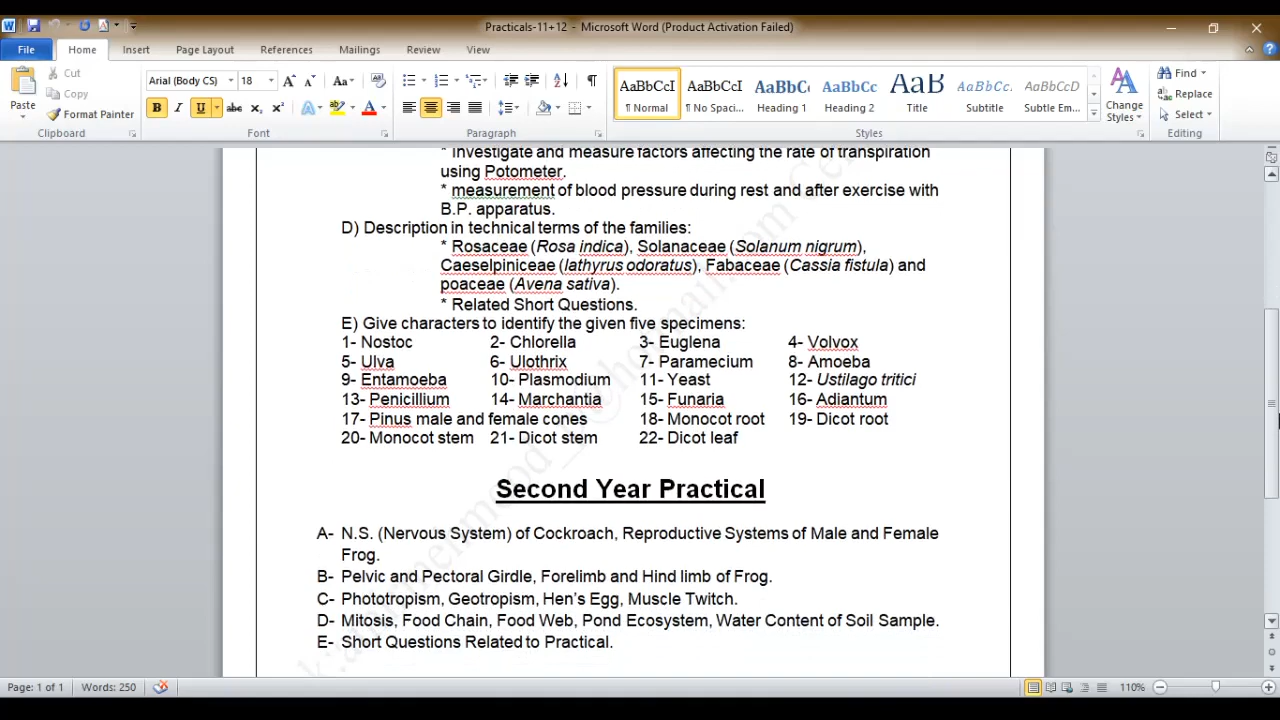 Practicals-11+12 - Microsoft Word (Product Activation Failed)
File Home Insert Page Layout References Mailings Review View
Cut
Copy
Format Painter
Paste
Arial (Body CS) 18
AaBbCcI AaBbCcI AaBbC AaBbCc AaB AaBbCc. AaBbCcD
¶ Normal ¶ No Spaci... Heading 1 Heading 2 Title Subtitle Subtle Em...
Change Styles
Find
Replace
Select
Clipboard Font Paragraph Styles Editing
* Investigate and measure factors affecting the rate of transpiration
using Potometer.
* measurement of blood pressure during rest and after exercise with
B.P. apparatus.
D) Description in technical terms of the families:
* Rosaceae (Rosa indica), Solanaceae (Solanum nigrum),
Caeselpiniceae (lathyrus odoratus), Fabaceae (Cassia fistula) and
poaceae (Avena sativa).
* Related Short Questions.
E) Give characters to identify the given five specimens:
1- Nostoc 2- Chlorella 3- Euglena 4- Volvox
5- Ulva 6- Ulothrix 7- Paramecium 8- Amoeba
9- Entamoeba 10- Plasmodium 11- Yeast 12- Ustilago tritici
13- Penicillium 14- Marchantia 15- Funaria 16- Adiantum
17- Pinus male and female cones 18- Monocot root 19- Dicot root
20- Monocot stem 21- Dicot stem 22- Dicot leaf
Second Year Practical
A- N.S. (Nervous System) of Cockroach, Reproductive Systems of Male and Female
Frog.
B- Pelvic and Pectoral Girdle, Forelimb and Hind limb of Frog.
C- Phototropism, Geotropism, Hen's Egg, Muscle Twitch.
D- Mitosis, Food Chain, Food Web, Pond Ecosystem, Water Content of Soil Sample.
E- Short Questions Related to Practical.
Page: 1 of 1 Words: 250 110%